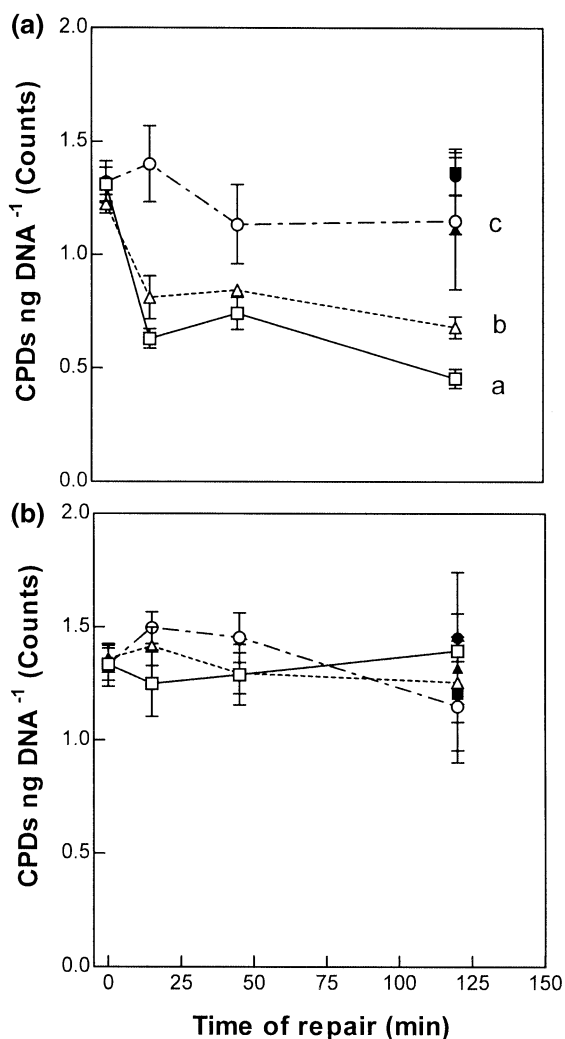 (a)
2.0
1.5
1.0
0.5
0.0
CPDs ng DNA⁻¹ (Counts)
c
b
a
(b)
2.0
1.5
1.0
0.5
0.0
CPDs ng DNA⁻¹ (Counts)
0 25 50 75 100 125 150
Time of repair (min)